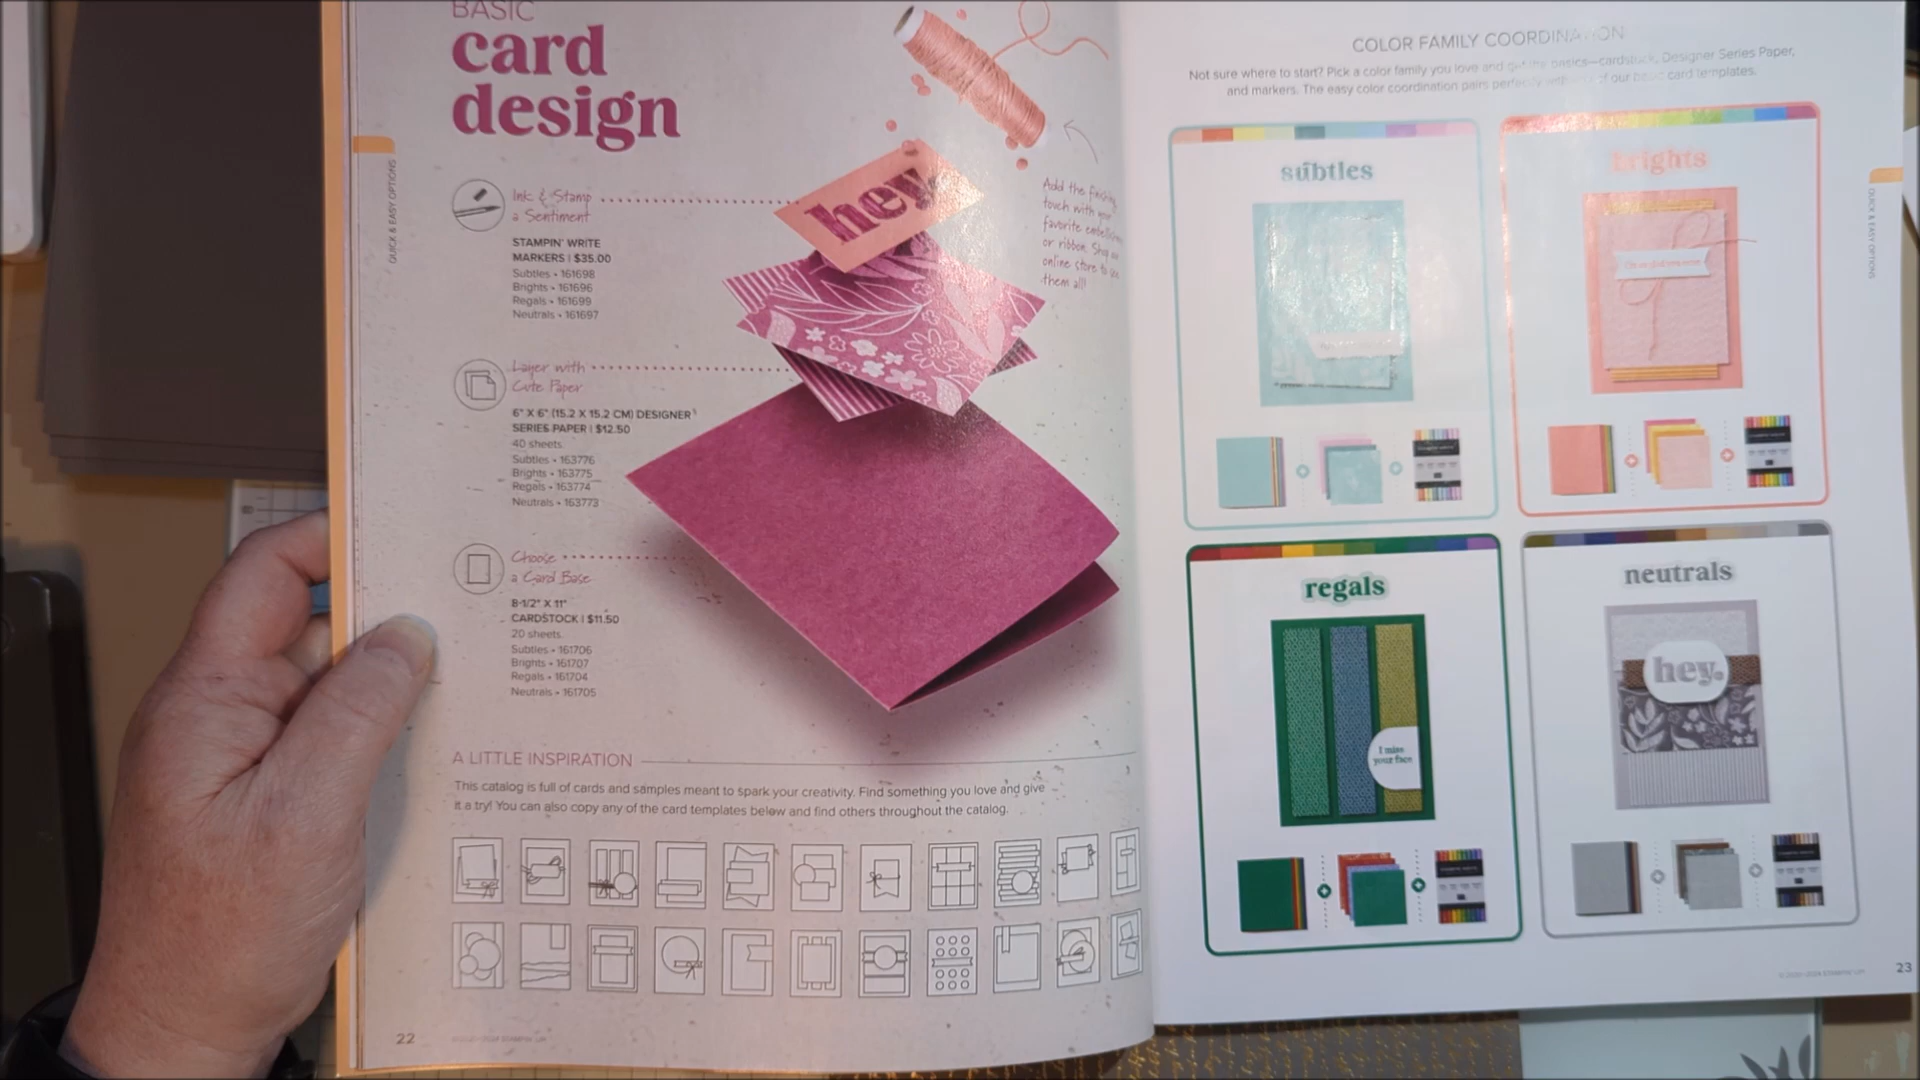 BASIC
card
design
QUICK & EASY OPTIONS
Ink & Stamp
a Sentiment
STAMPIN' WRITE
MARKERS | $35.00
Subtles • 161698
Brights • 161696
Regals • 161699
Neutrals • 161697
Layer with
Cute Paper
6" X 6" (15.2 X 15.2 CM) DESIGNER
SERIES PAPER | $12.50
40 sheets.
Subtles • 163776
Brights • 163775
Regals • 163774
Neutrals • 163773
Choose
a Card Base
8-1/2" X 11"
CARDSTOCK | $11.50
20 sheets.
Subtles • 161706
Brights • 161707
Regals • 161704
Neutrals • 161705
hey
Add the finishing
touch with your
favorite
or ribbon. Shop our
online store to see
them all!
A LITTLE INSPIRATION
This catalog is full of cards and samples meant to spark your creativity. Find something you love and give
it a try! You can also copy any of the card templates below and find others throughout the catalog.
22
COLOR FAMILY COORDINATION
Not sure where to start? Pick a color family you love and get the basics—cardstock, Designer Series Paper,
and markers. The easy color coordination pairs perfectly with of our basic card templates.
subtles
brights
regals
I miss
your face
neutrals
hey.
QUICK & EASY OPTIONS
23